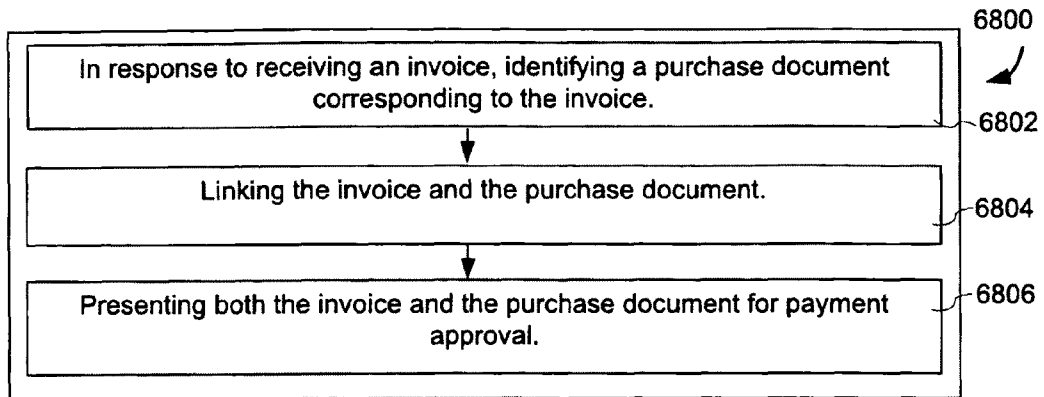 6800
In response to receiving an invoice, identifying a purchase document
corresponding to the invoice.
6802
Linking the invoice and the purchase document.
6804
Presenting both the invoice and the purchase document for payment
approval.
6806